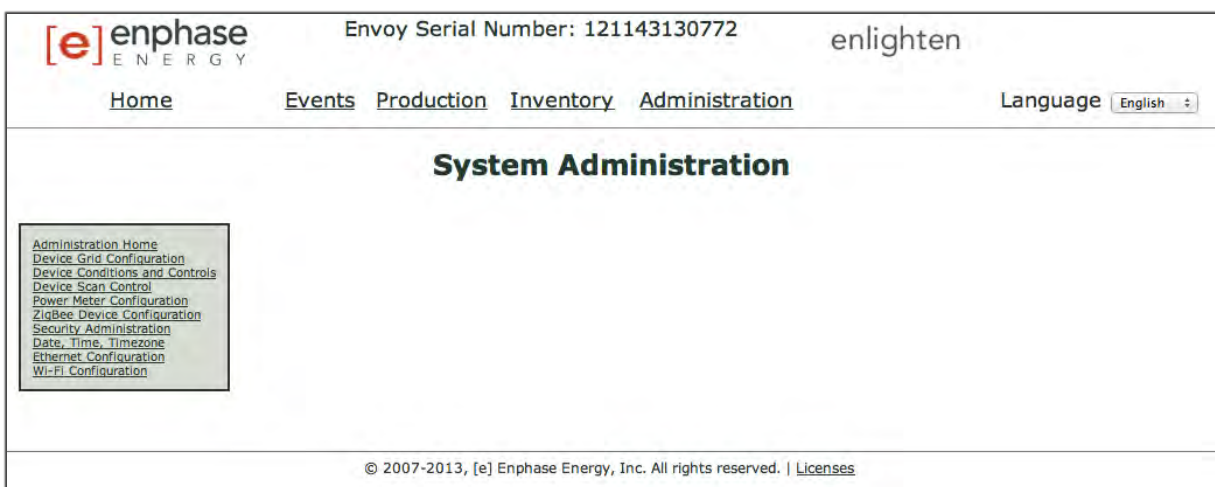 [e] enphase
ENERGY
Envoy Serial Number: 121143130772
enlighten
Home Events Production Inventory Administration Language English
System Administration
Administration Home
Device Grid Configuration
Device Conditions and Controls
Device Scan Control
Power Meter Configuration
ZigBee Device Configuration
Security Administration
Date, Time, Timezone
Ethernet Configuration
Wi-Fi Configuration
© 2007-2013, [e] Enphase Energy, Inc. All rights reserved. | Licenses